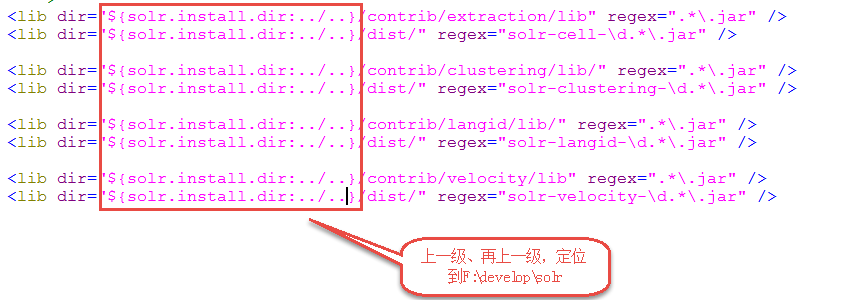 <lib dir="${solr.install.dir:../..}/contrib/extraction/lib" regex=".*\.jar" />
<lib dir="${solr.install.dir:../..}/dist/" regex="solr-cell-\d.*\.jar" />
<lib dir="${solr.install.dir:../..}/contrib/clustering/lib/" regex=".*\.jar" />
<lib dir="${solr.install.dir:../..}/dist/" regex="solr-clustering-\d.*\.jar" />
<lib dir="${solr.install.dir:../..}/contrib/langid/lib/" regex=".*\.jar" />
<lib dir="${solr.install.dir:../..}/dist/" regex="solr-langid-\d.*\.jar" />
<lib dir="${solr.install.dir:../..}/contrib/velocity/lib" regex=".*\.jar" />
<lib dir="${solr.install.dir:../..}/dist/" regex="solr-velocity-\d.*\.jar" />
上一级、再上一级，定位
到F:\develop\solr